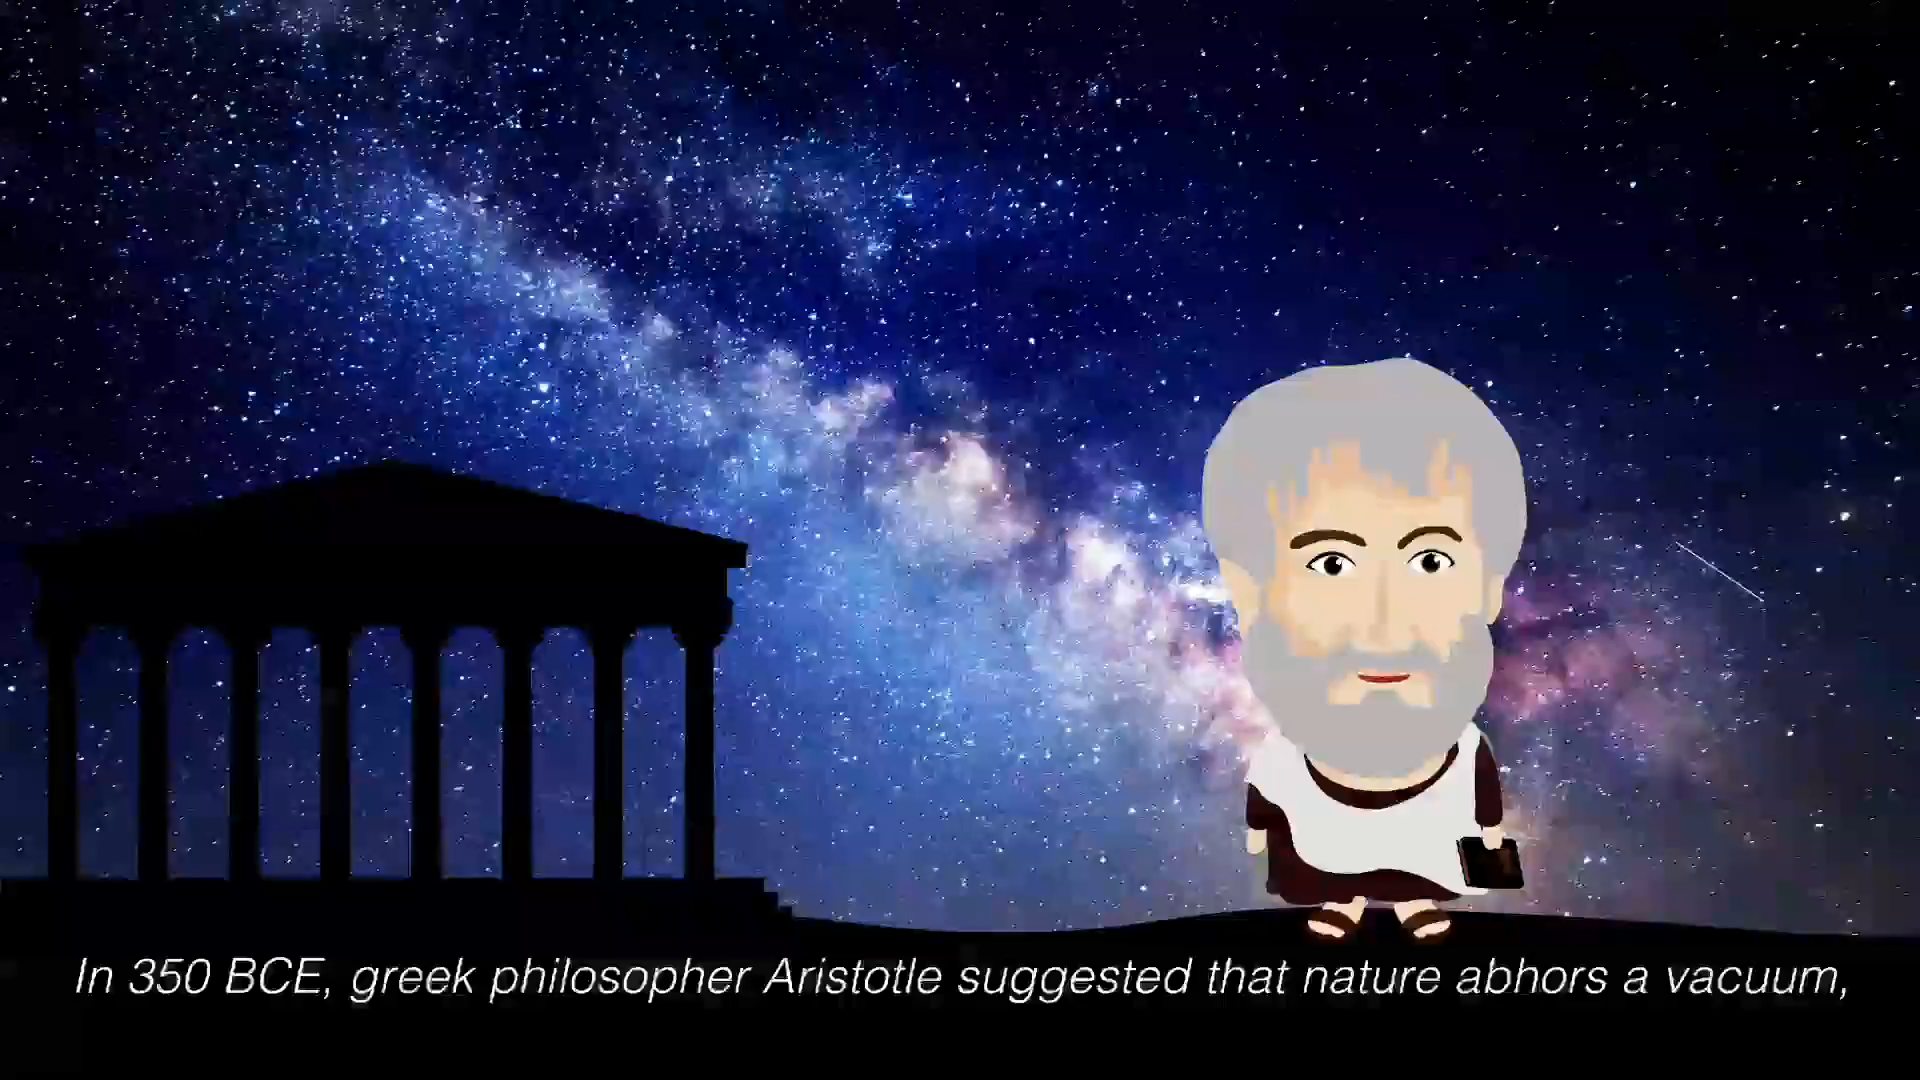 In 350 BCE, greek philosopher Aristotle suggested that nature abhors a vacuum,